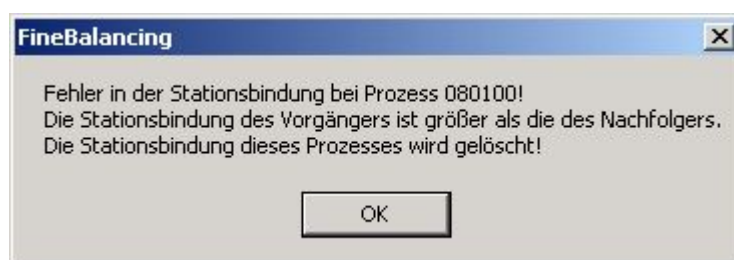 FineBalancing
Fehler in der Stationsbindung bei Prozess 080100!
Die Stationsbindung des Vorgängers ist größer als die des Nachfolgers.
Die Stationsbindung dieses Prozesses wird gelöscht!
OK